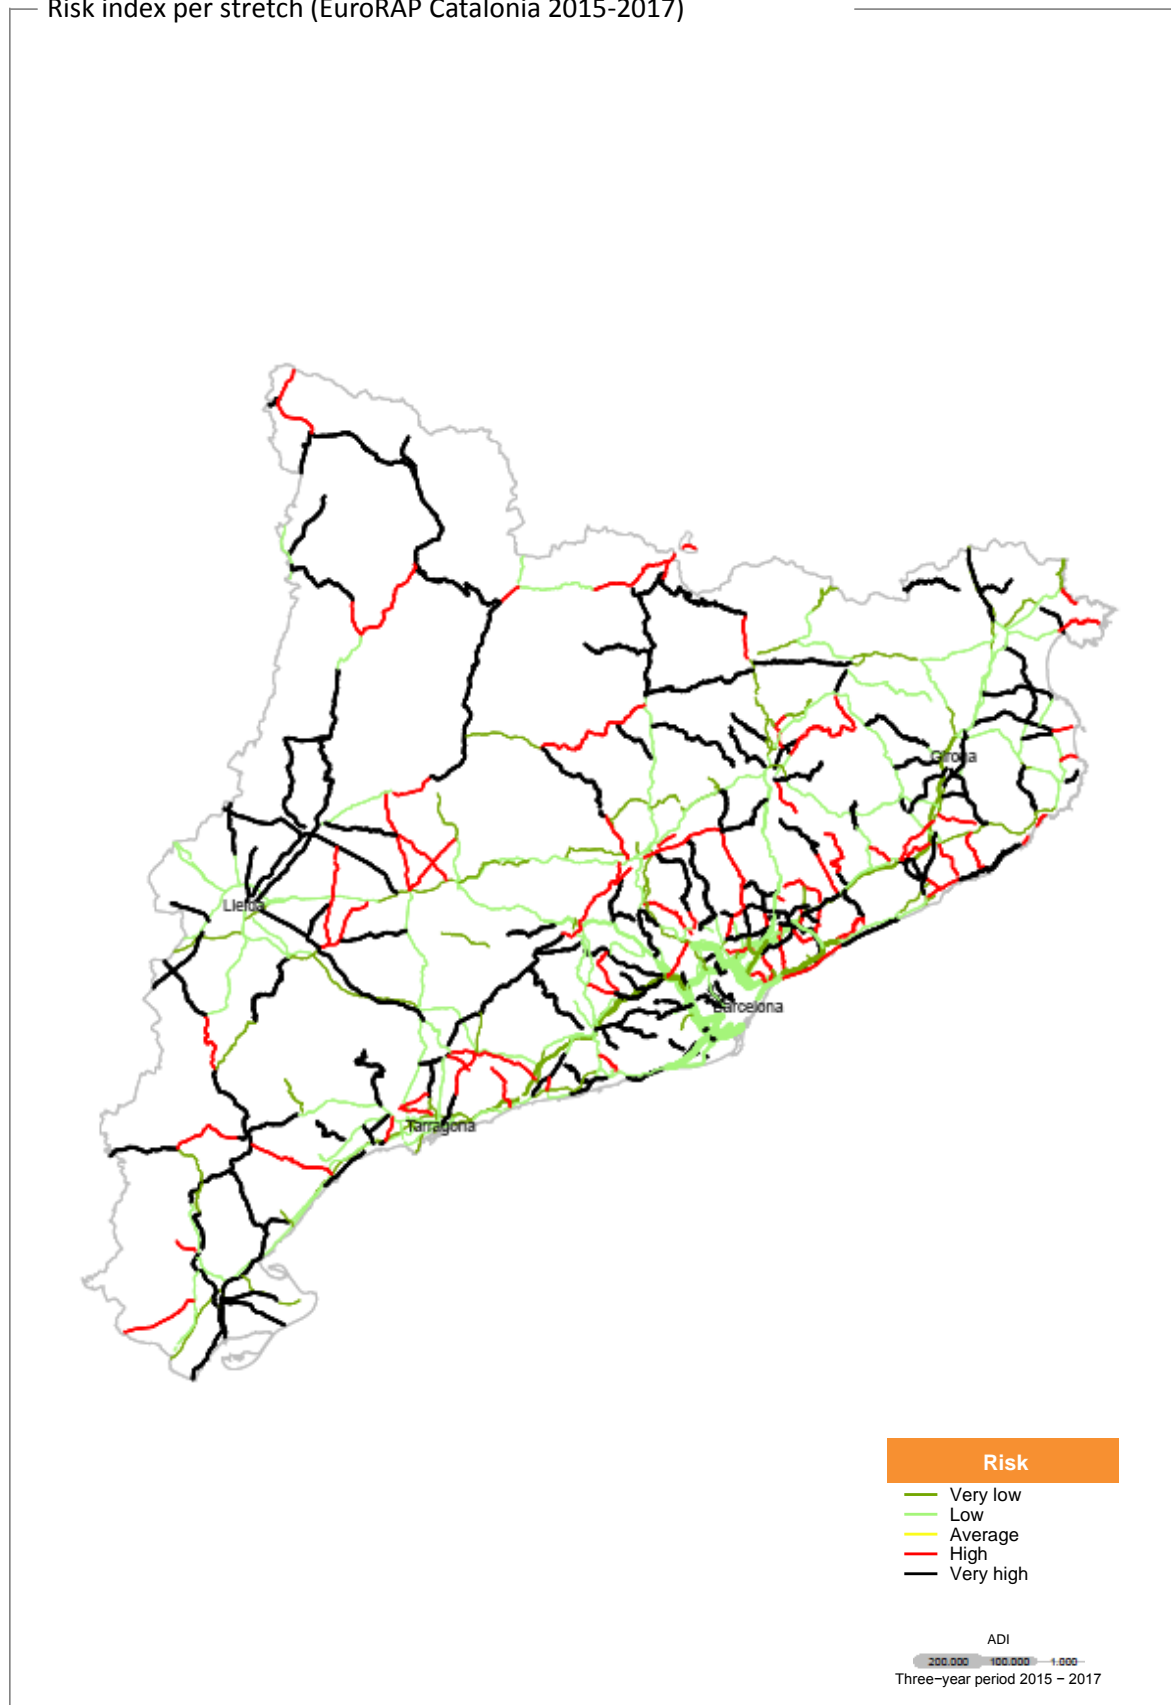 Risk index per stretch (EuroRAP Catalonia 2015-2017)
Girona
Lleida
Barcelona
Tarragona
Risk
Very low
Low
Average
High
Very high
ADI
200.000 100.000 1.000
Three−year period 2015 − 2017